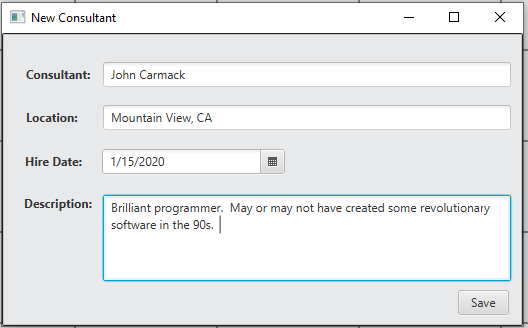 New Consultant
Consultant: John Carmack
Location: Mountain View, CA
Hire Date: 1/15/2020
Description: Brilliant programmer.  May or may not have created some revolutionary
software in the 90s.
Save